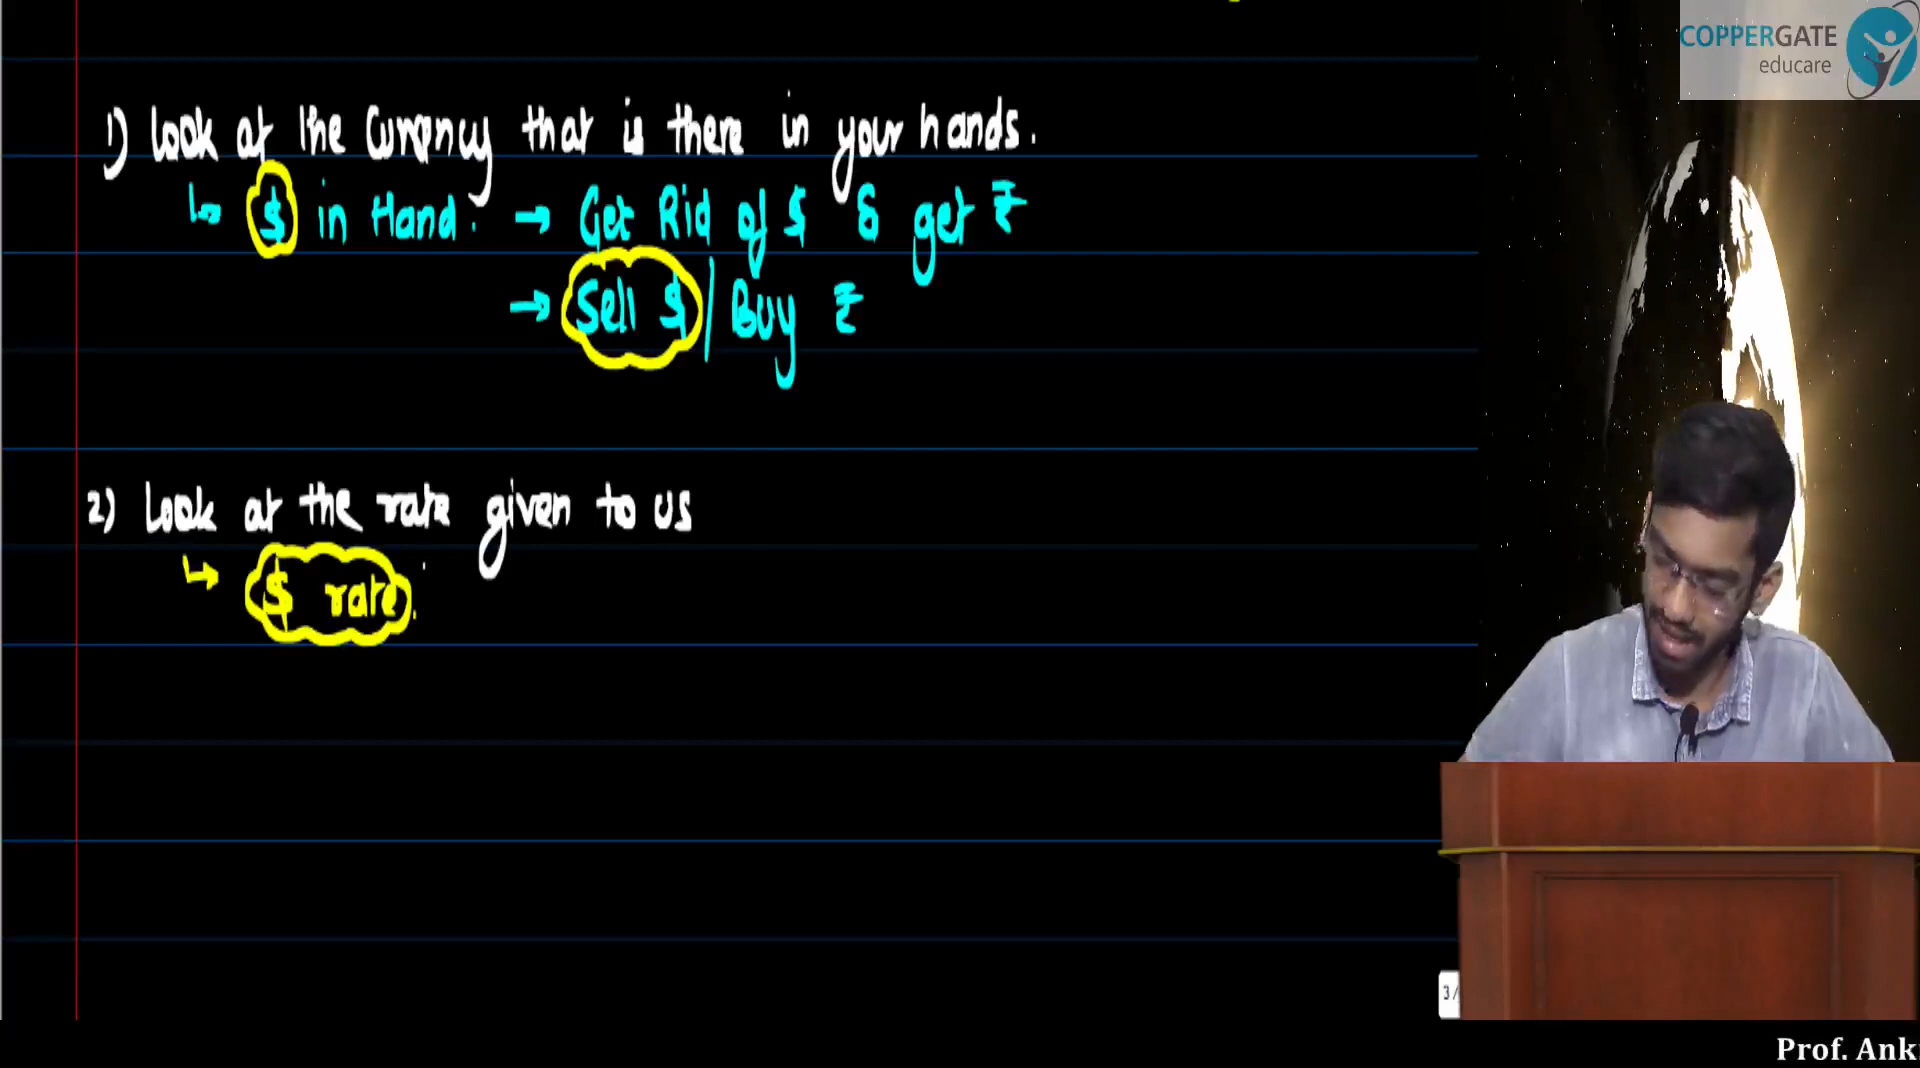 COPPERGATE
educare
1) Look at the Currency that is there in your hands.
↳ $ in Hand. → Get Rid of $ & get ₹
→ Sell $ / Buy ₹
2) Look at the rate given to us
↳ $ rate.
3/
Prof. Ank